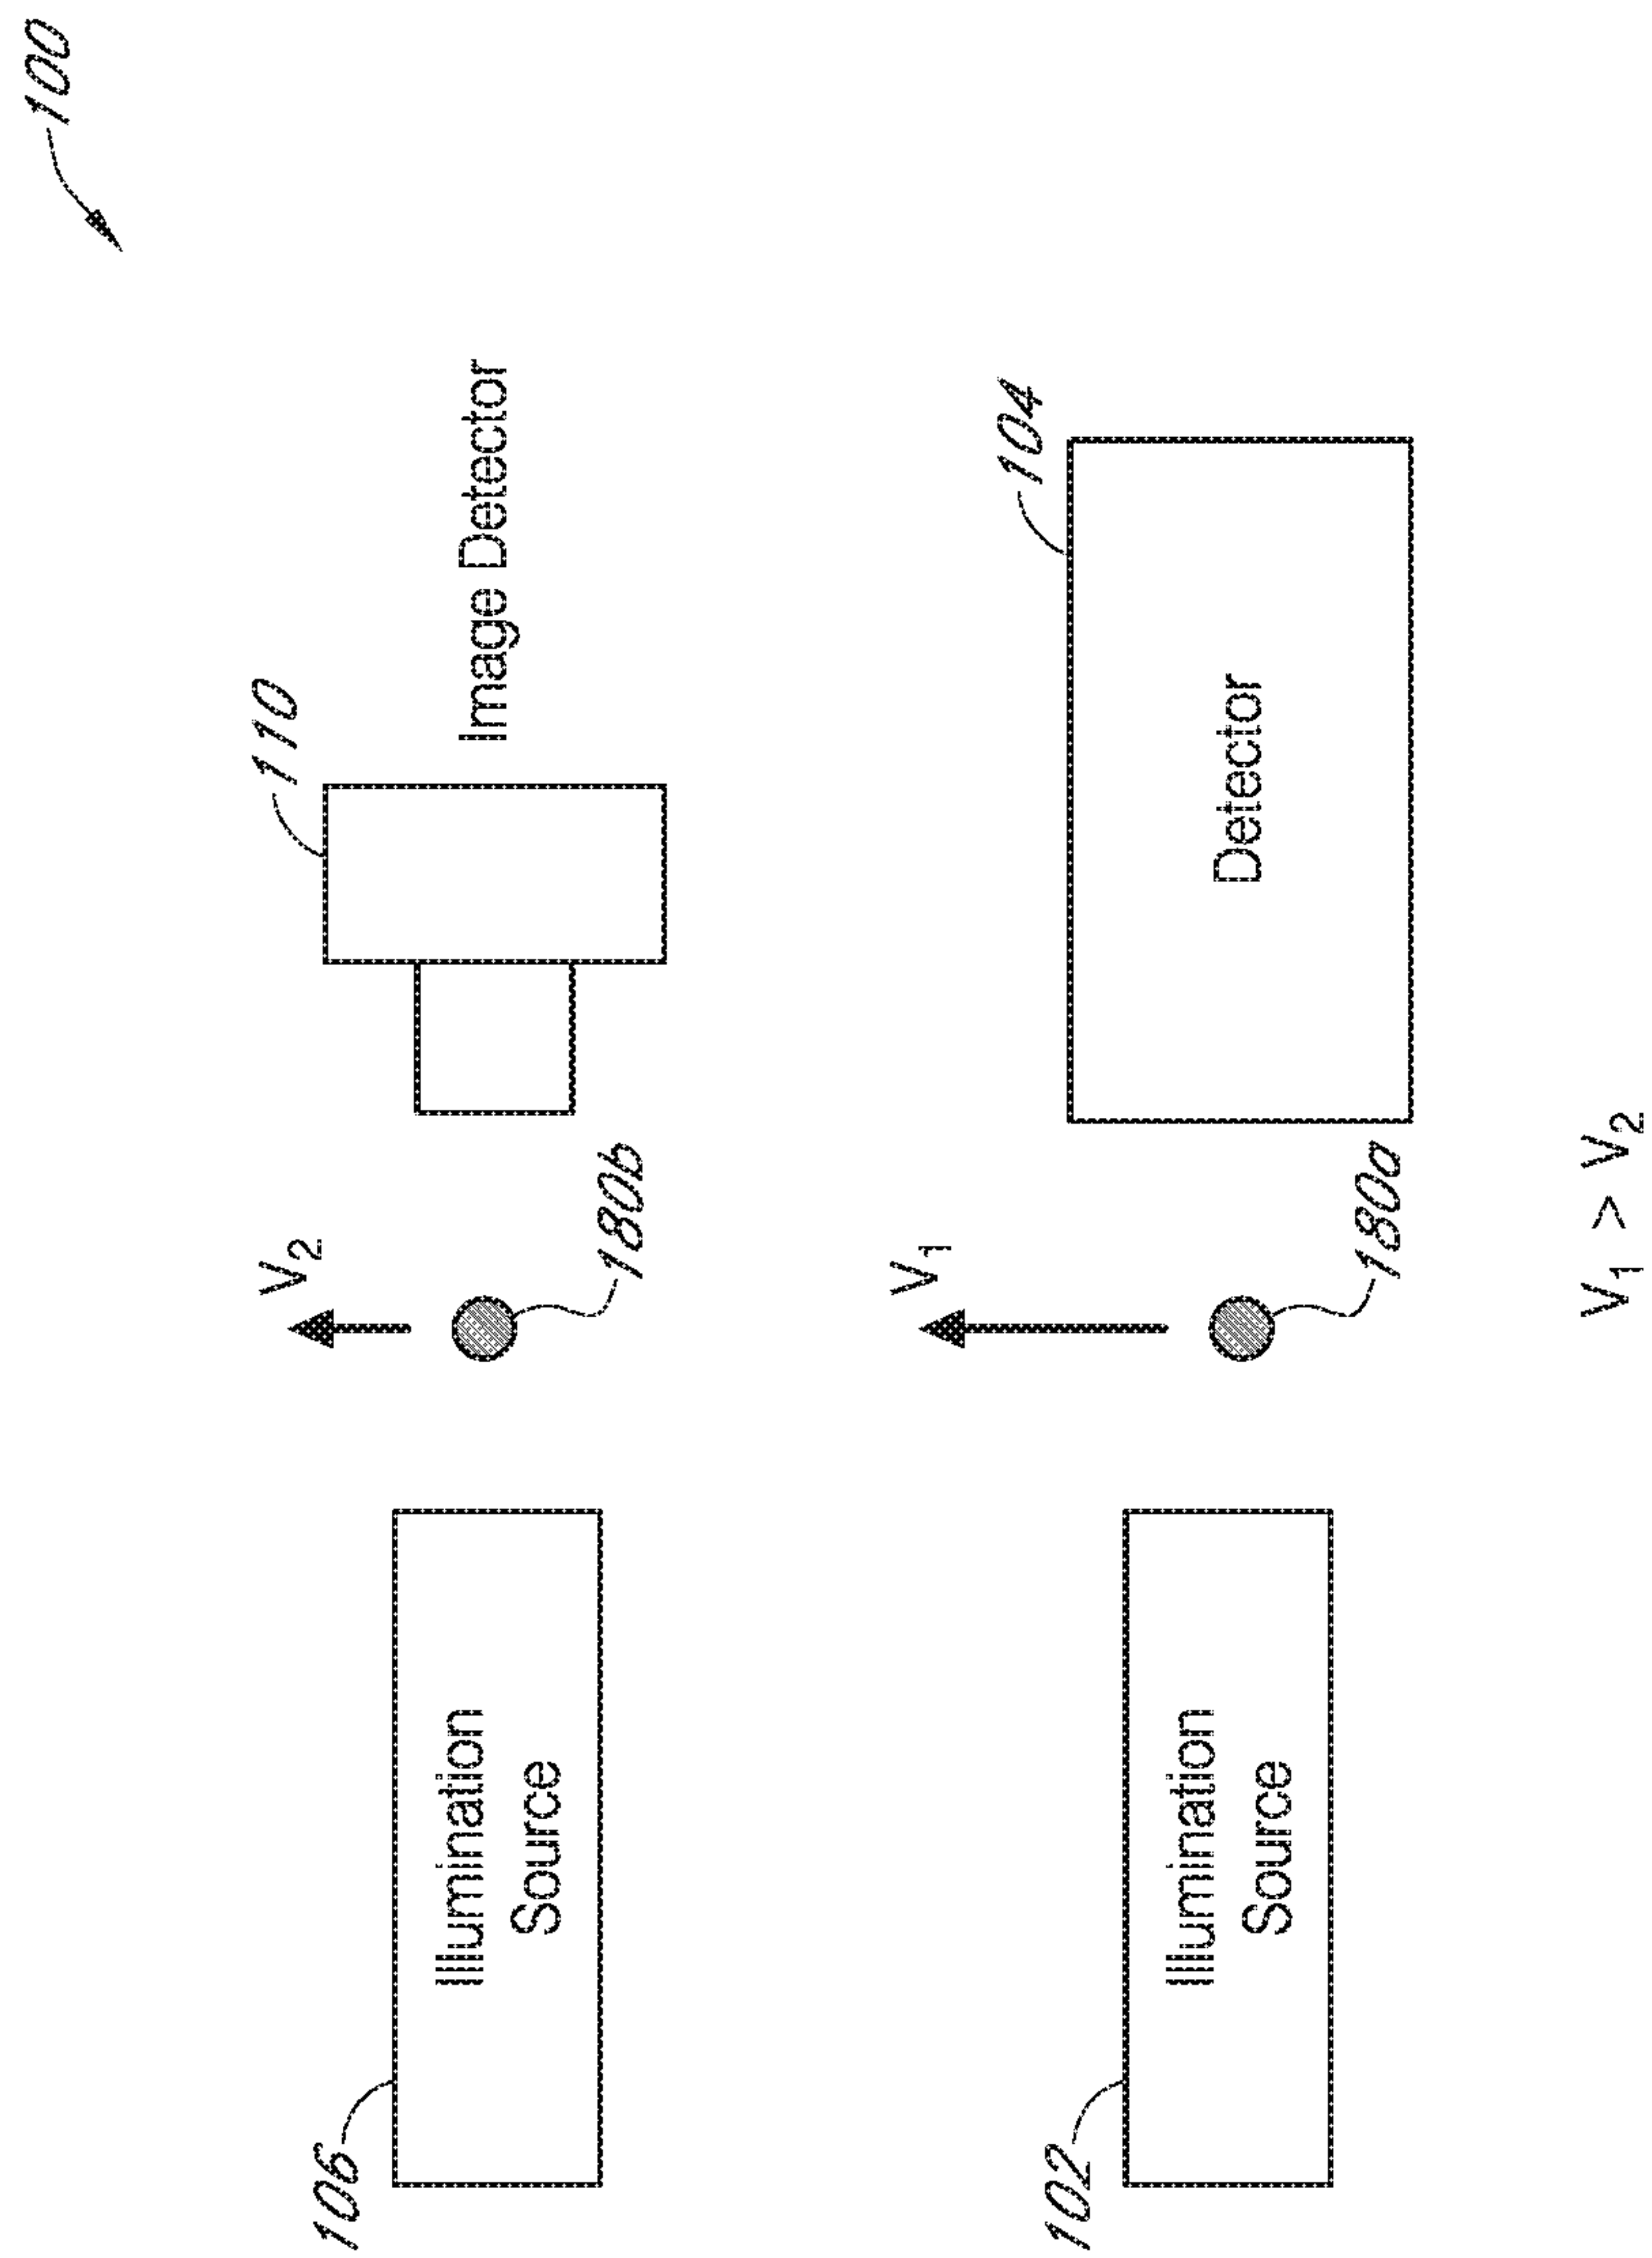 100
110
Image Detector
V2
180b
106
Illumination
Source
104
Detector
V1
180a
102
Illumination
Source
V1 > V2